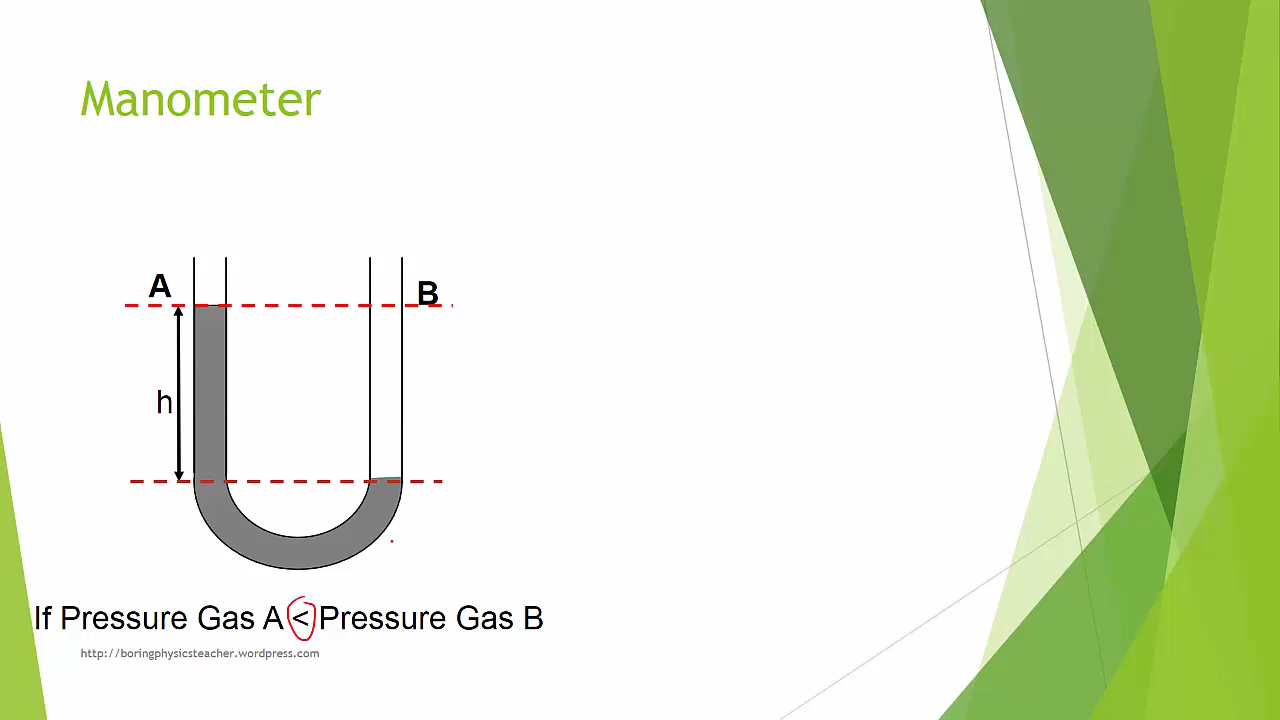 Manometer
A
B
h
If Pressure Gas A < Pressure Gas B
http://boringphysicsteacher.wordpress.com